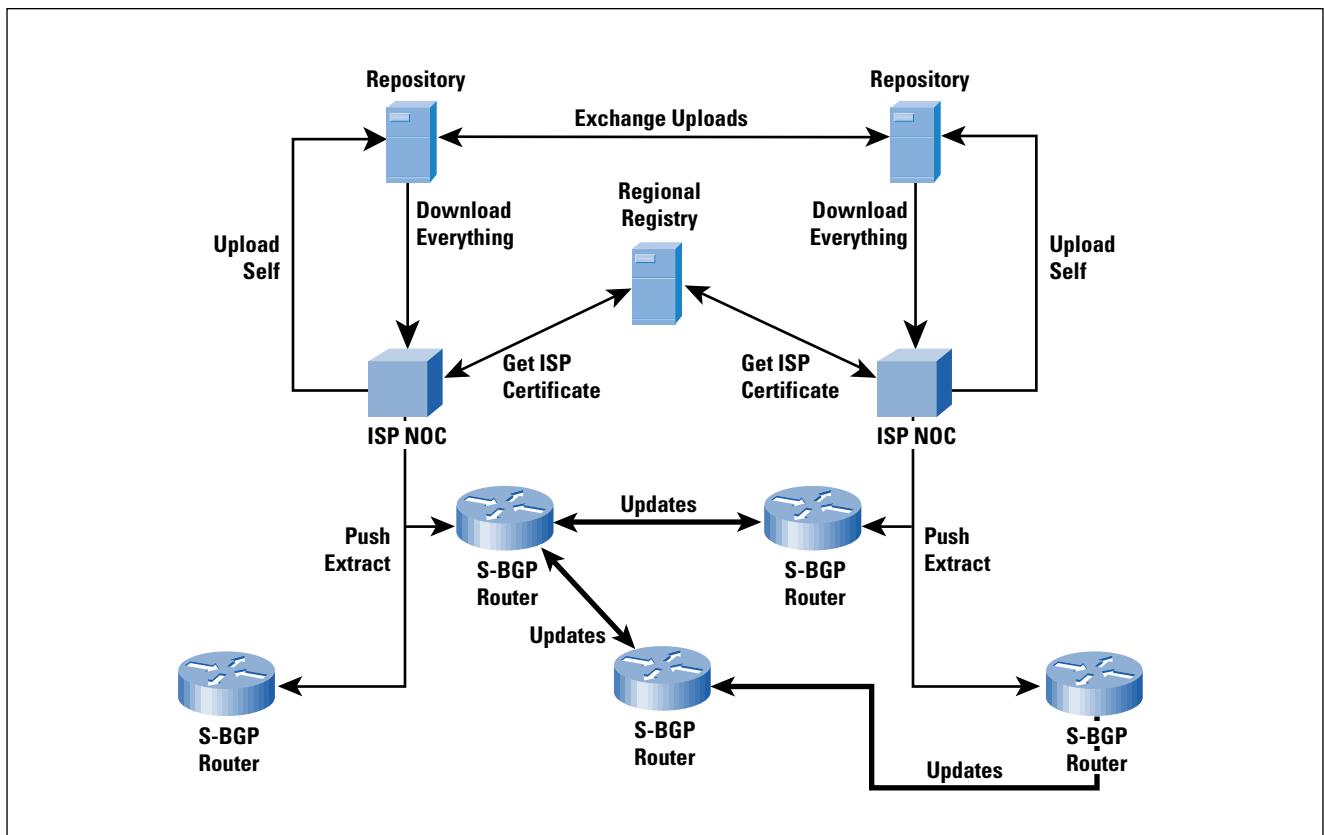 Repository
Repository
Exchange Uploads
Regional
Registry
Download
Everything
Download
Everything
Upload
Self
Upload
Self
Get ISP
Certificate
Get ISP
Certificate
ISP NOC
ISP NOC
Updates
Push
Extract
S-BGP
Router
S-BGP
Router
Push
Extract
Updates
S-BGP
Router
S-BGP
Router
S-BGP
Router
Updates